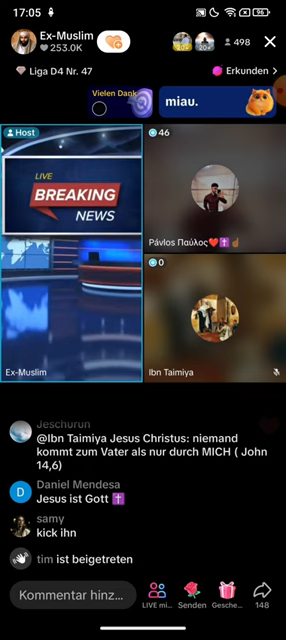 17:05
96
Ex-Muslim
253.0K
20+
20+
498
Liga D4 Nr. 47
Erkunden >
Vielen Dank
miau.
96
Host
LIVE
BREAKING
NEWS
Ex-Muslim
46
Pávlos Παύλος❤️✝️☝🏾
0
Ibn Taimiya
Jeschurun
@Ibn Taimiya Jesus Christus: niemand
kommt zum Vater als nur durch MICH ( John
14,6)
D
Daniel Mendesa
Jesus ist Gott ✝️
samy
kick ihn
tim ist beigetreten
Kommentar hinz...
LIVE mi...
Senden
Gesche...
148